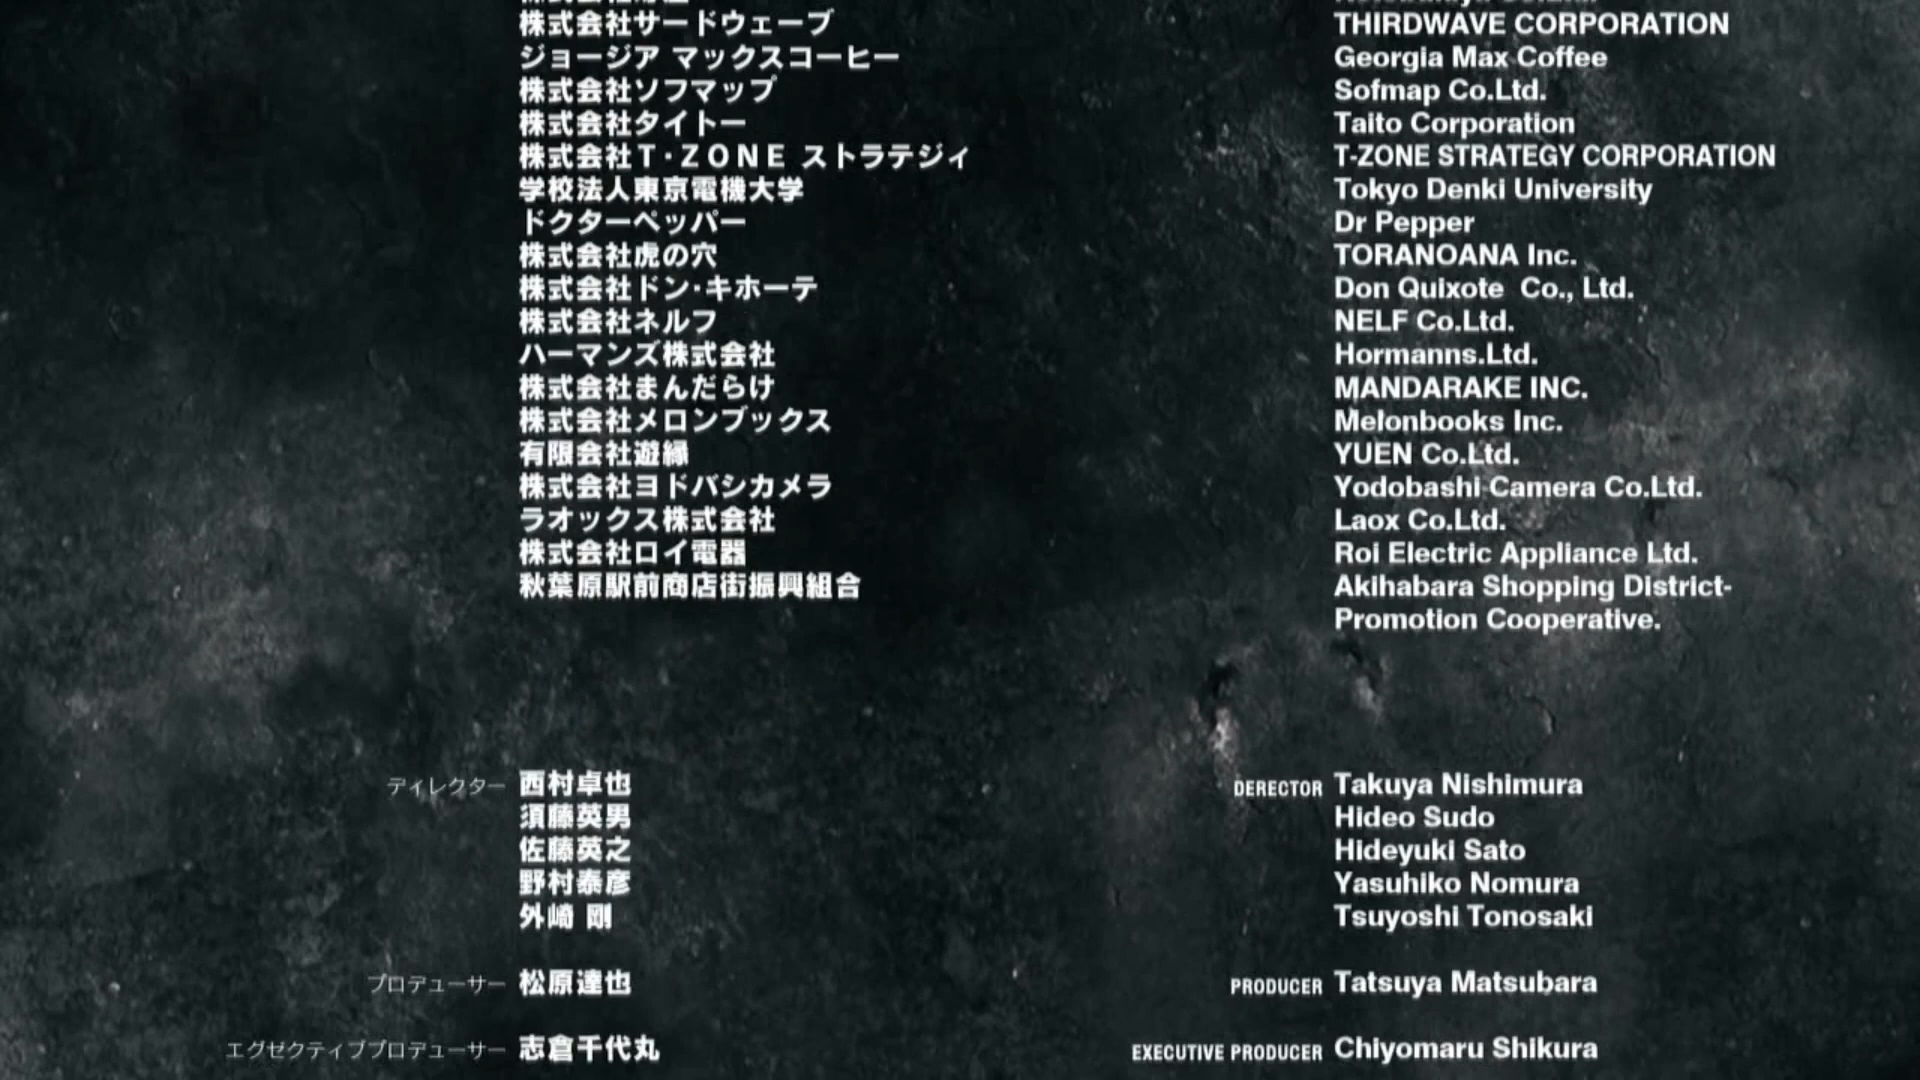 株式会社サードウェーブ THIRDWAVE CORPORATION
ジョージア マックスコーヒー Georgia Max Coffee
株式会社ソフマップ Sofmap Co.Ltd.
株式会社タイトー Taito Corporation
株式会社T・ZONE ストラテジィ T-ZONE STRATEGY CORPORATION
学校法人東京電機大学 Tokyo Denki University
ドクターペッパー Dr Pepper
株式会社虎の穴 TORANOANA Inc.
株式会社ドン・キホーテ Don Quixote Co., Ltd.
株式会社ネルフ NELF Co.Ltd.
ハーマンズ株式会社 Hormanns.Ltd.
株式会社まんだらけ MANDARAKE INC.
株式会社メロンブックス Melonbooks Inc.
有限会社遊縁 YUEN Co.Ltd.
株式会社ヨドバシカメラ Yodobashi Camera Co.Ltd.
ラオックス株式会社 Laox Co.Ltd.
株式会社ロイ電器 Roi Electric Appliance Ltd.
秋葉原駅前商店街振興組合 Akihabara Shopping District-
Promotion Cooperative.
ディレクター 西村卓也 DERECTOR Takuya Nishimura
須藤英男 Hideo Sudo
佐藤英之 Hideyuki Sato
野村泰彦 Yasuhiko Nomura
外崎 剛 Tsuyoshi Tonosaki
プロデューサー 松原達也 PRODUCER Tatsuya Matsubara
エグゼクティブプロデューサー 志倉千代丸 EXECUTIVE PRODUCER Chiyomaru Shikura